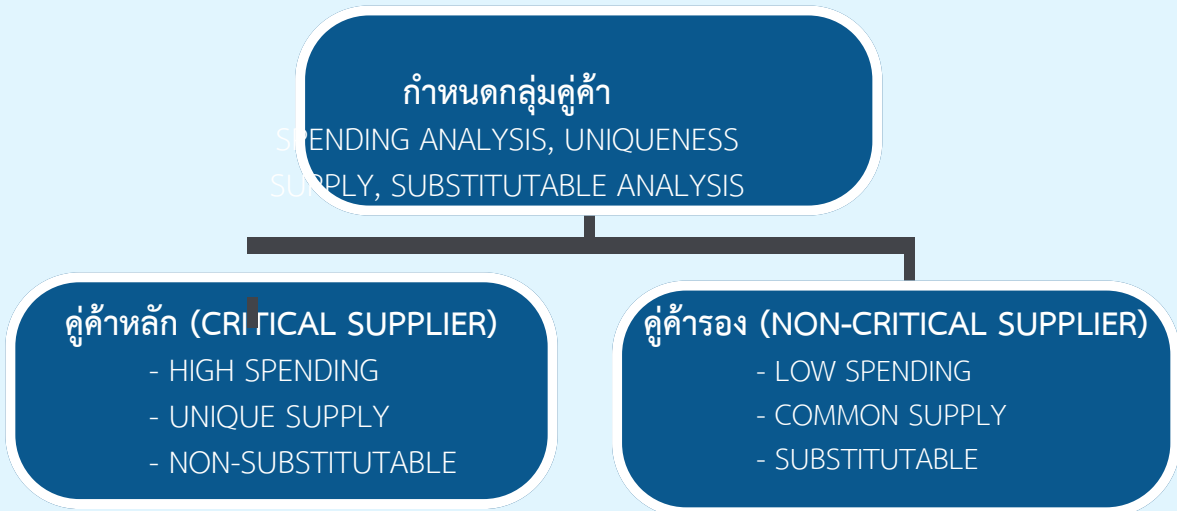 กำหนดกลุ่มคู่ค้า
SPENDING ANALYSIS, UNIQUENESS
SUPPLY, SUBSTITUTABLE ANALYSIS
คู่ค้าหลัก (CRITICAL SUPPLIER)
- HIGH SPENDING
- UNIQUE SUPPLY
- NON-SUBSTITUTABLE
คู่ค้ารอง (NON-CRITICAL SUPPLIER)
- LOW SPENDING
- COMMON SUPPLY
- SUBSTITUTABLE